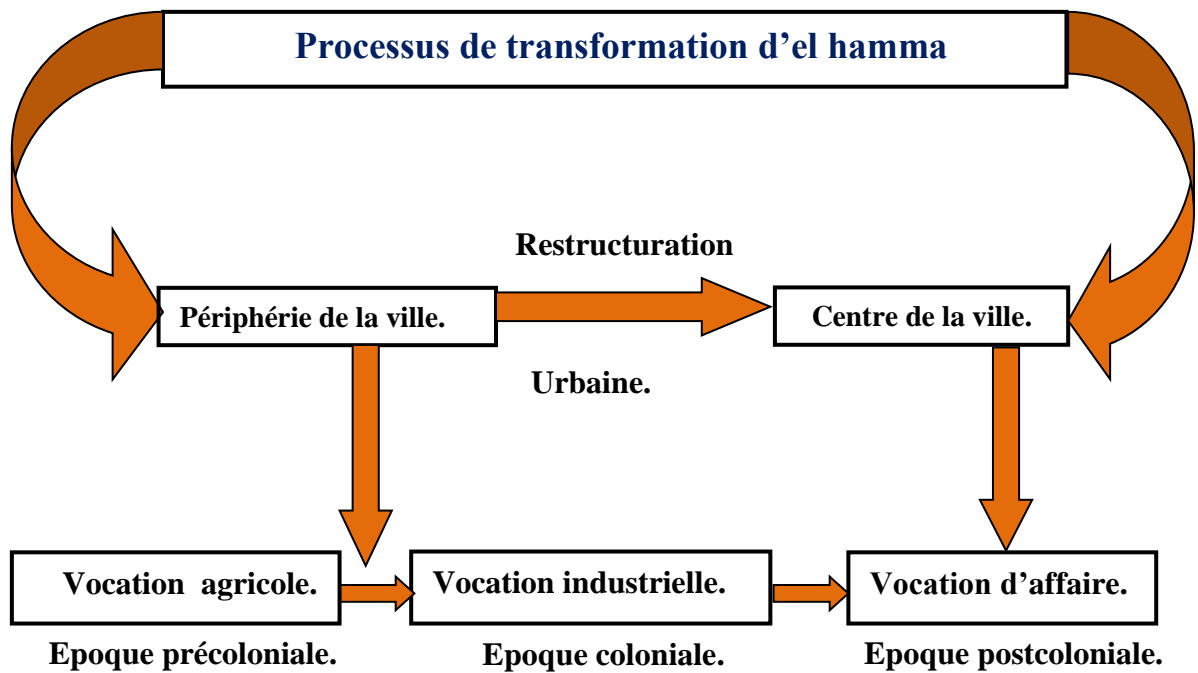 Processus de transformation d’el hamma
Restructuration
Périphérie de la ville.
Centre de la ville.
Urbaine.
Vocation agricole.
Vocation industrielle.
Vocation d’affaire.
Epoque précoloniale.
Epoque coloniale.
Epoque postcoloniale.